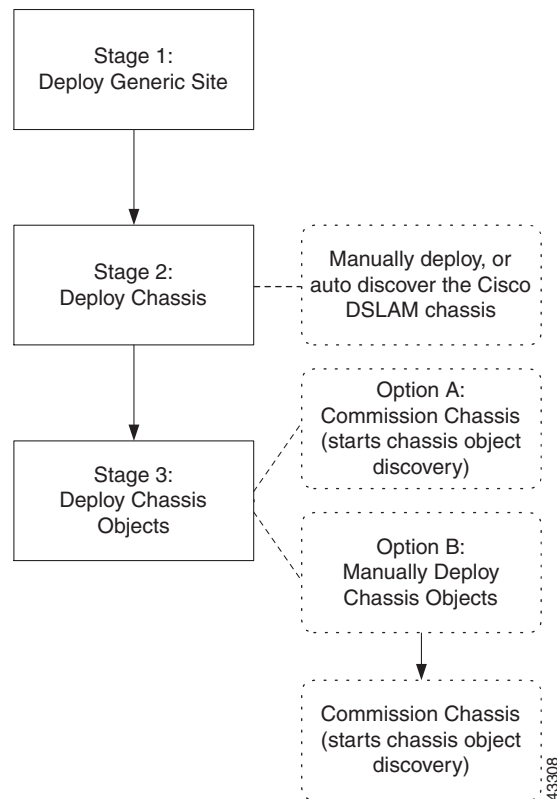 Stage 1:
Deploy Generic Site
Stage 2:
Deploy Chassis
Manually deploy, or
auto discover the Cisco
DSLAM chassis
Stage 3:
Deploy Chassis
Objects
Option A:
Commission Chassis
(starts chassis object
discovery)
Option B:
Manually Deploy
Chassis Objects
Commission Chassis
(starts chassis object
discovery)
43308